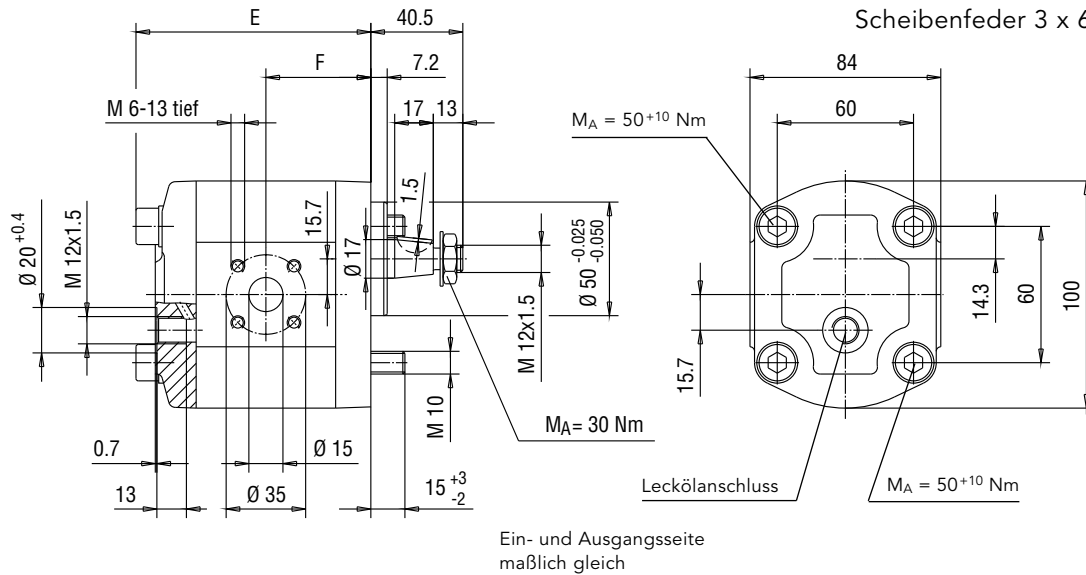 E
40.5
Scheibenfeder 3 x 6
F
7.2
84
M 6-13 tief
17
13
M_A = 50⁺¹⁰ Nm
60
1.5
15.7
Ø 20 +0.4
M 12x1.5
Ø 17
Ø 50 -0.025 -0.050
M 12x1.5
14.3
60
100
15.7
M 10
0.7
Ø 15
M_A= 30 Nm
13
Ø 35
15 +3 -2
Leckölanschluss
M_A = 50⁺¹⁰ Nm
Ein- und Ausgangsseite
maßlich gleich